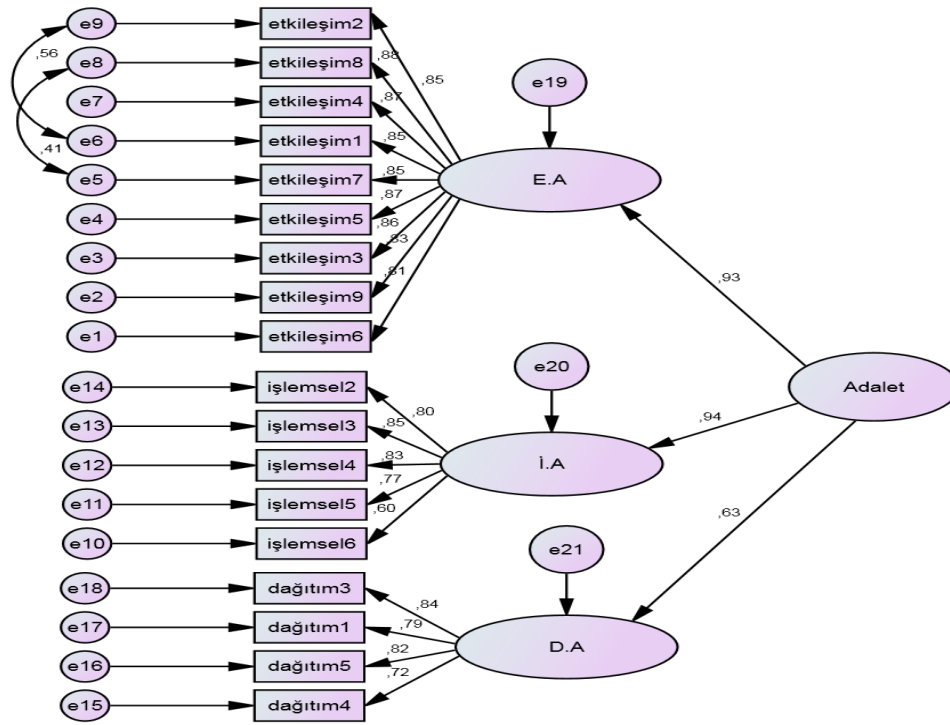 e9
etkileşim2
e8
etkileşim8
e7
etkileşim4
e6
etkileşim1
e5
etkileşim7
e4
etkileşim5
e3
etkileşim3
e2
etkileşim9
e1
etkileşim6
,56
,41
,85
,88
,87
,85
,85
,87
,86
,83
,81
e19
E.A
,93
e14
işlemsel2
e13
işlemsel3
e12
işlemsel4
e11
işlemsel5
e10
işlemsel6
,80
,85
,83
,77
,60
e20
İ.A
,94
Adalet
e18
dağıtım3
e17
dağıtım1
e16
dağıtım5
e15
dağıtım4
,84
,79
,82
,72
e21
D.A
,63